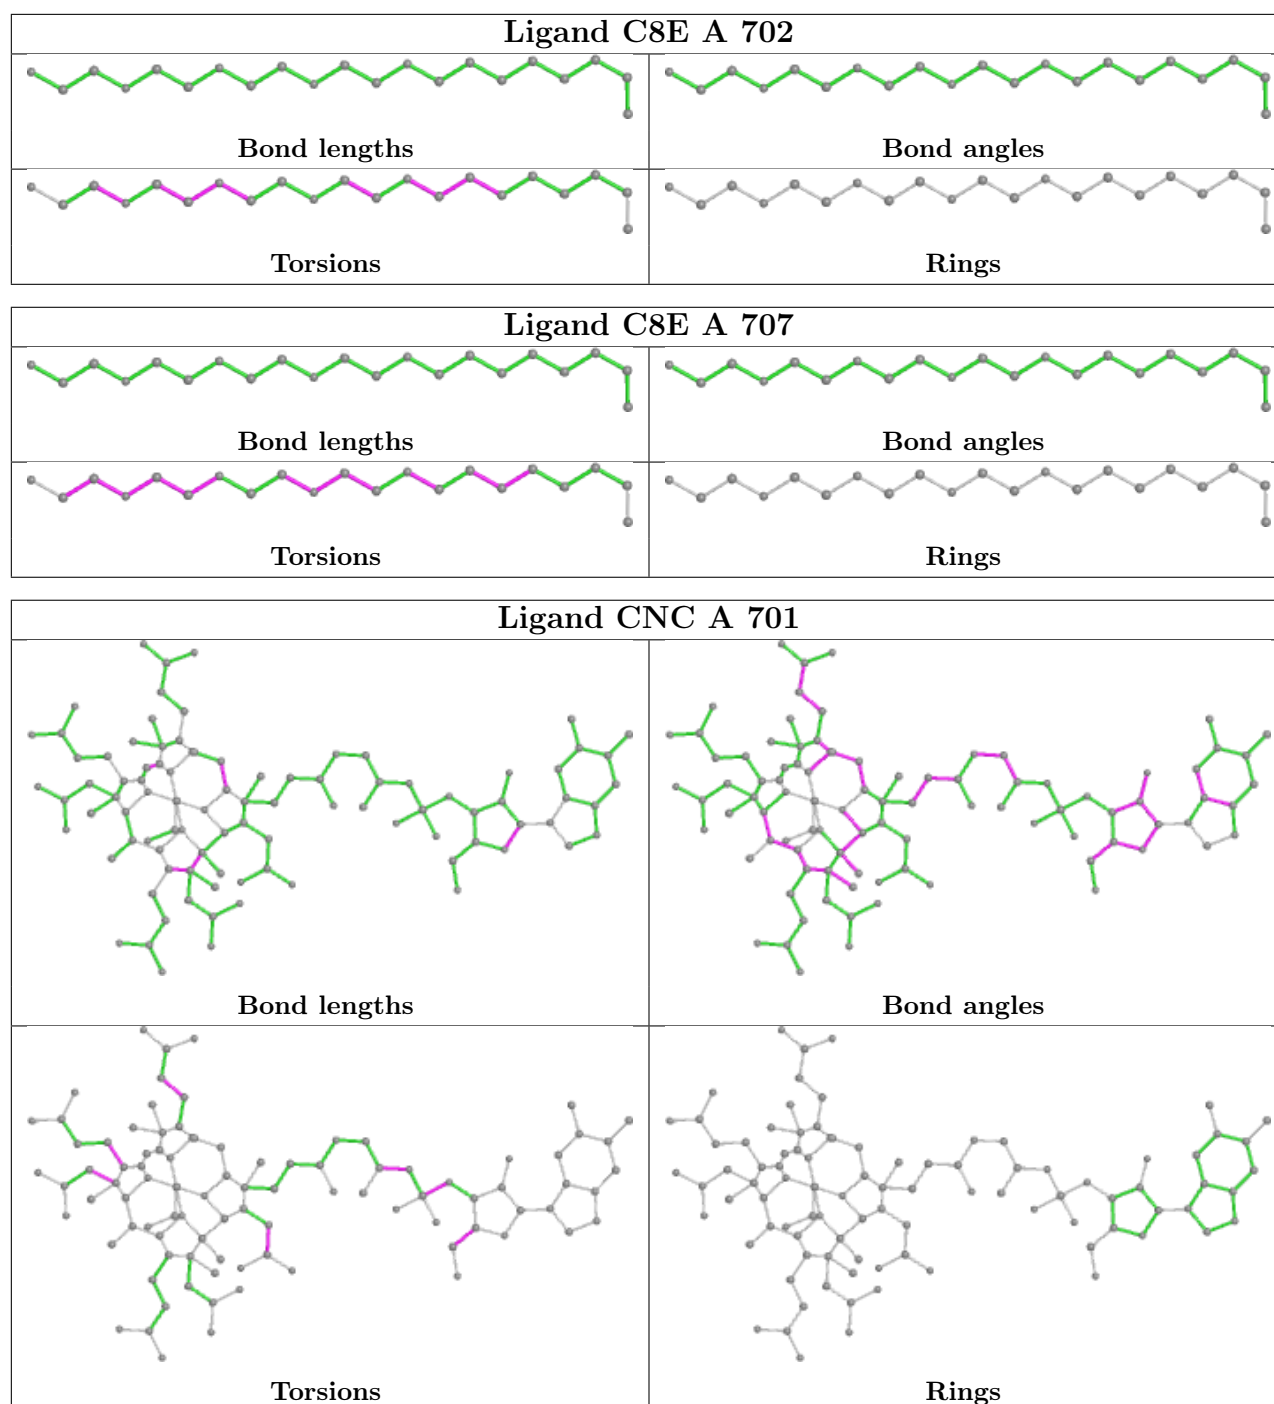 Ligand C8E A 702
Bond lengths
Bond angles
Torsions
Rings
Ligand C8E A 707
Bond lengths
Bond angles
Torsions
Rings
Ligand CNC A 701
Bond lengths
Bond angles
Torsions
Rings